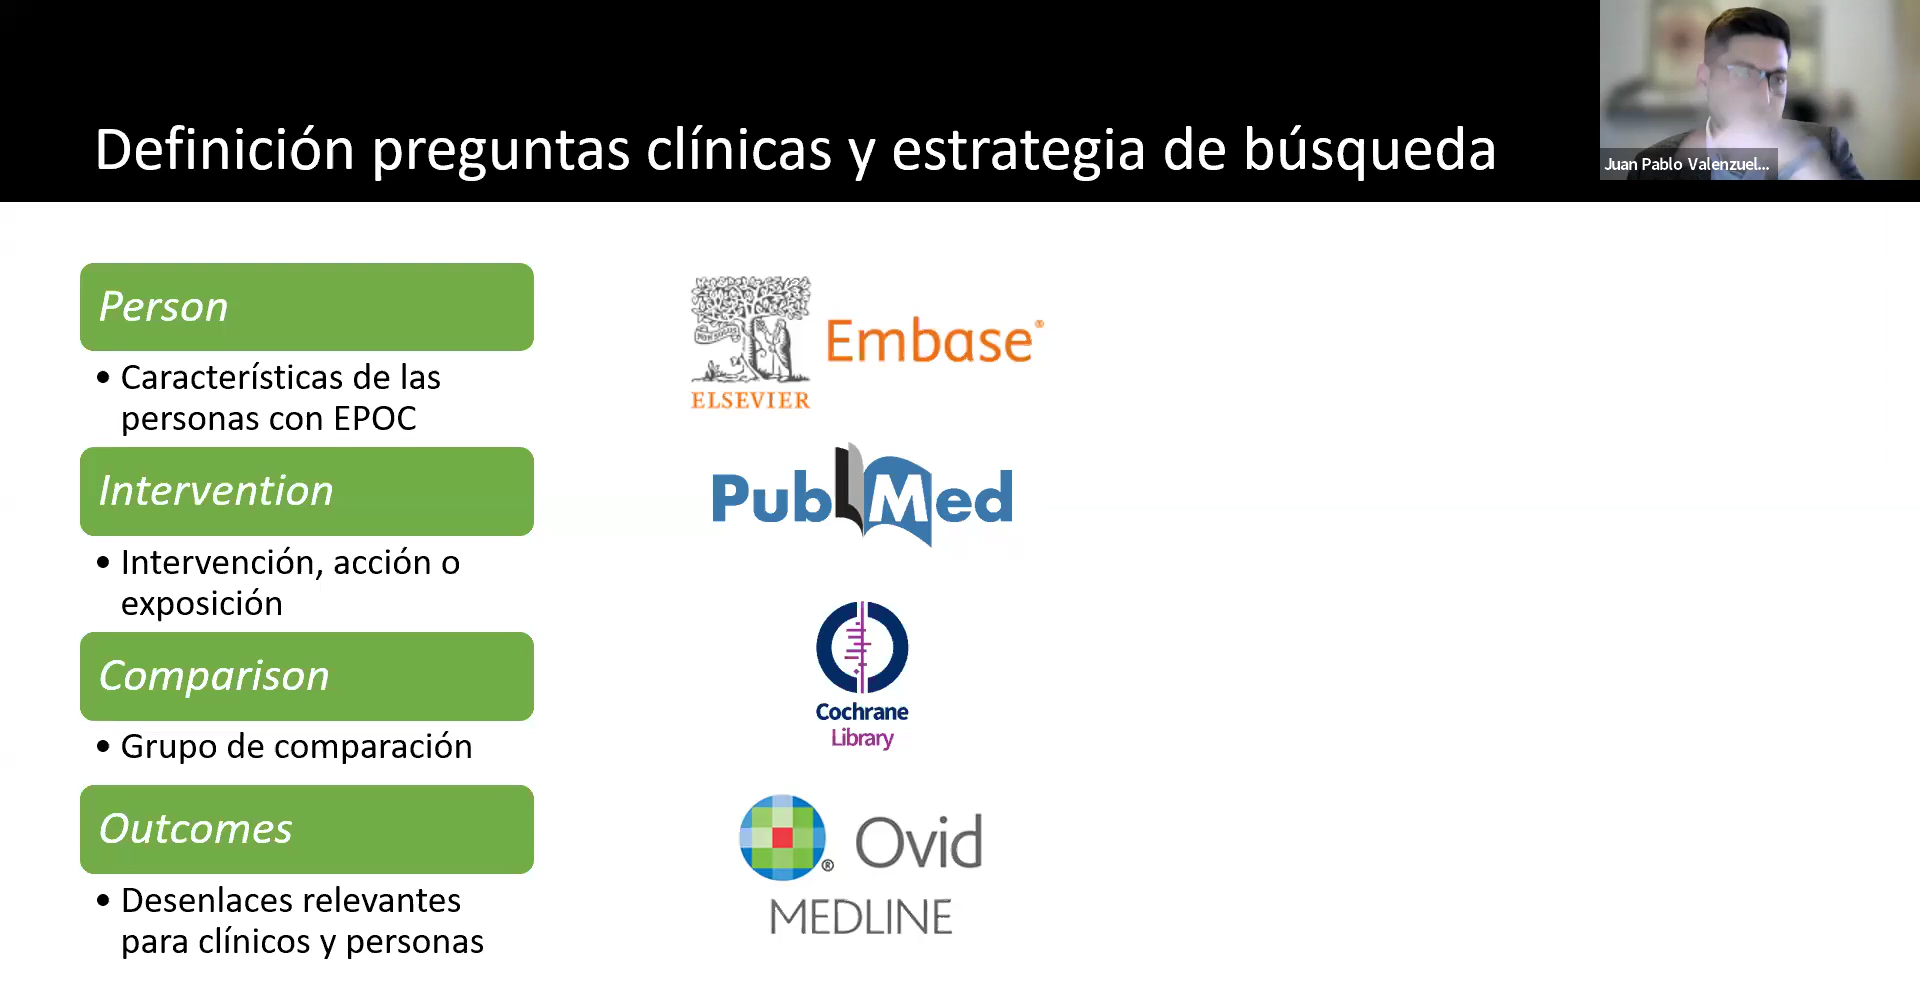 Definición preguntas clínicas y estrategia de búsqueda
Juan Pablo Valenzuel...
Person
• Características de las
personas con EPOC
Intervention
• Intervención, acción o
exposición
Comparison
• Grupo de comparación
Outcomes
• Desenlaces relevantes
para clínicos y personas
Embase®
ELSEVIER
PubMed
Cochrane
Library
® Ovid
MEDLINE